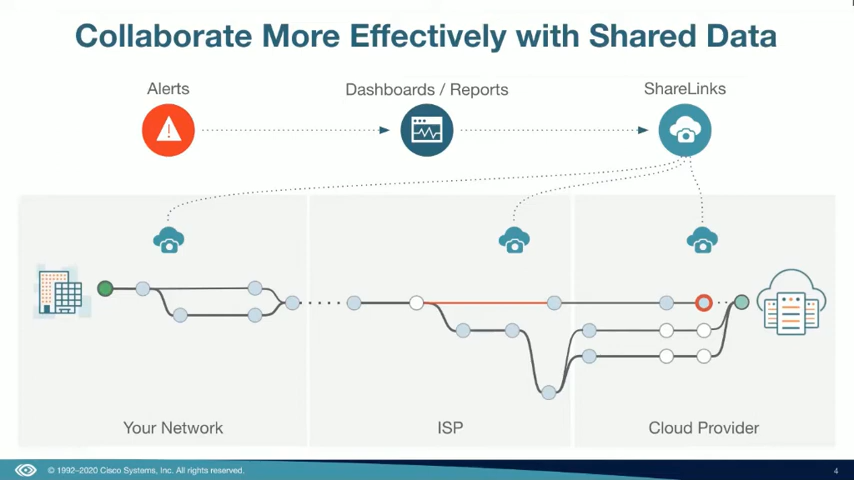 Collaborate More Effectively with Shared Data
Alerts
Dashboards / Reports
ShareLinks
Your Network
ISP
Cloud Provider
© 1992–2020 Cisco Systems, Inc. All rights reserved.
4